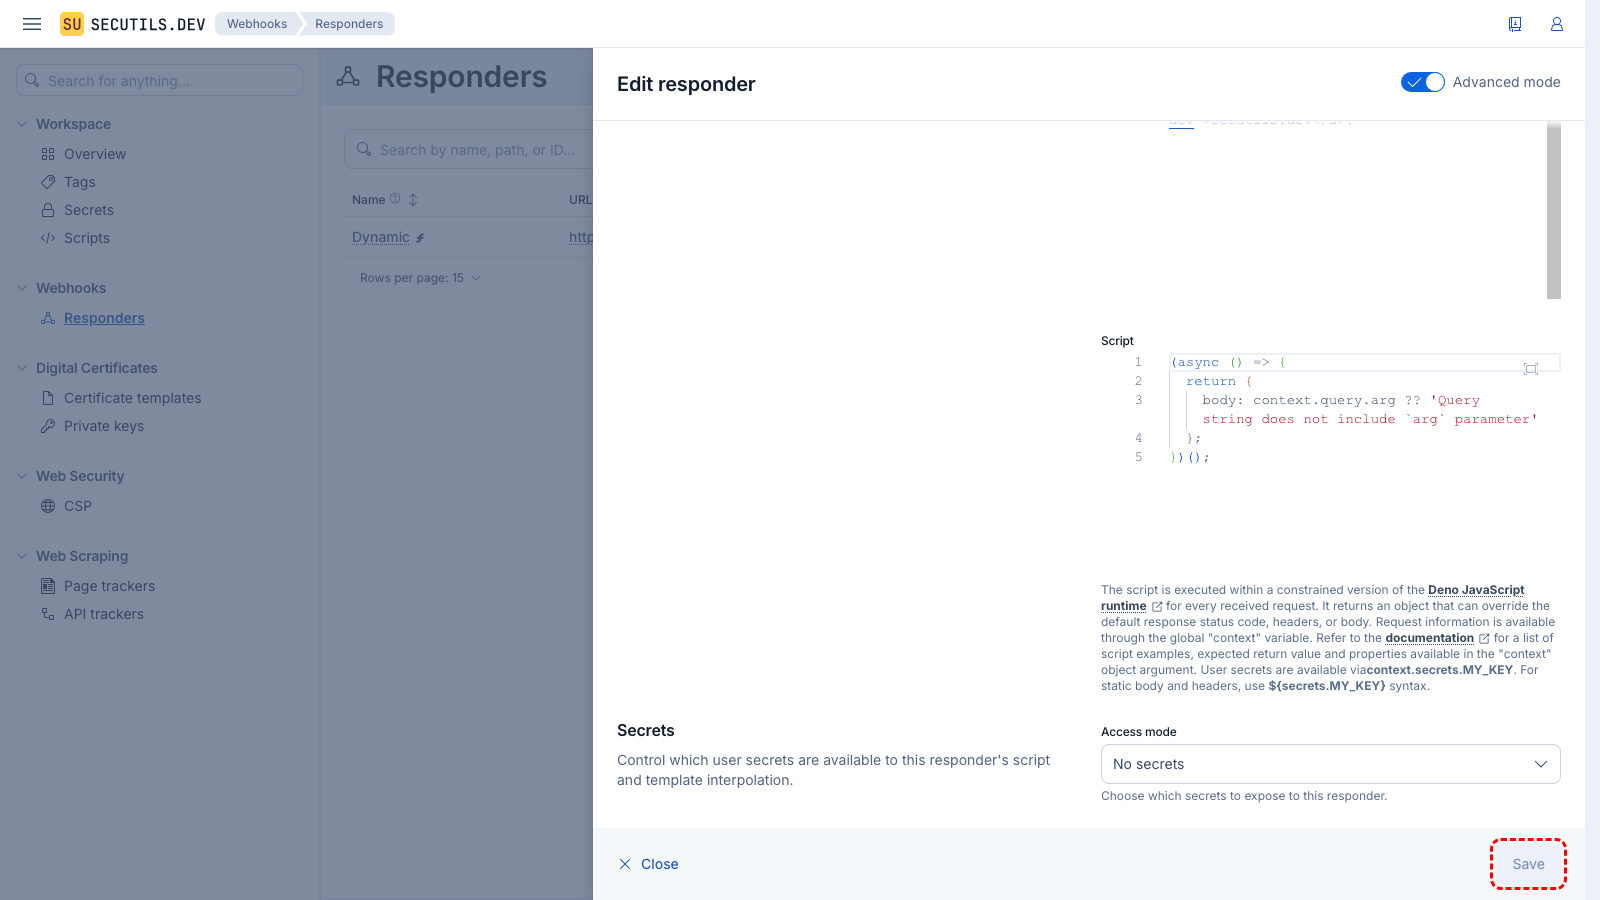 SU SECUTILS.DEV Webhooks Responders
Search for anything...
Workspace
Overview
Tags
Secrets
Scripts
Webhooks
Responders
Digital Certificates
Certificate templates
Private keys
Web Security
CSP
Web Scraping
Page trackers
API trackers
Responders
Search by name, path, or ID...
Name URL
Dynamic http
Rows per page: 15
Edit responder
Advanced mode
Script
1 (async () => {
2 return {
3 body: context.query.arg ?? 'Query
string does not include `arg` parameter'
4 };
5 })();
The script is executed within a constrained version of the Deno JavaScript
runtime for every received request. It returns an object that can override the
default response status code, headers, or body. Request information is available
through the global "context" variable. Refer to the documentation for a list of
script examples, expected return value and properties available in the "context"
object argument. User secrets are available viacontext.secrets.MY_KEY. For
static body and headers, use ${secrets.MY_KEY} syntax.
Secrets
Control which user secrets are available to this responder's script
and template interpolation.
Access mode
No secrets
Choose which secrets to expose to this responder.
Close
Save